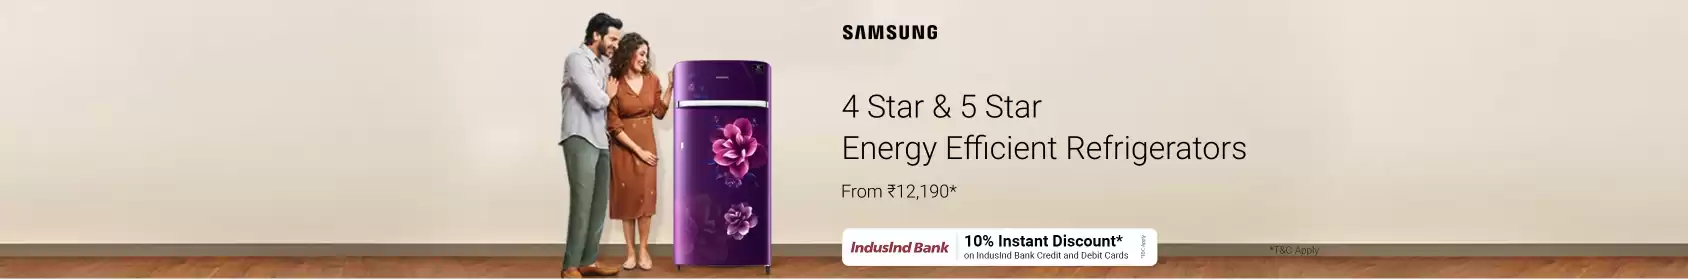 SAMSUNG
4 Star & 5 Star
Energy Efficient Refrigerators
From ₹12,190*
IndusInd Bank
10% Instant Discount*
on IndusInd Bank Credit and Debit Cards
*T&C Apply
*T&C Apply